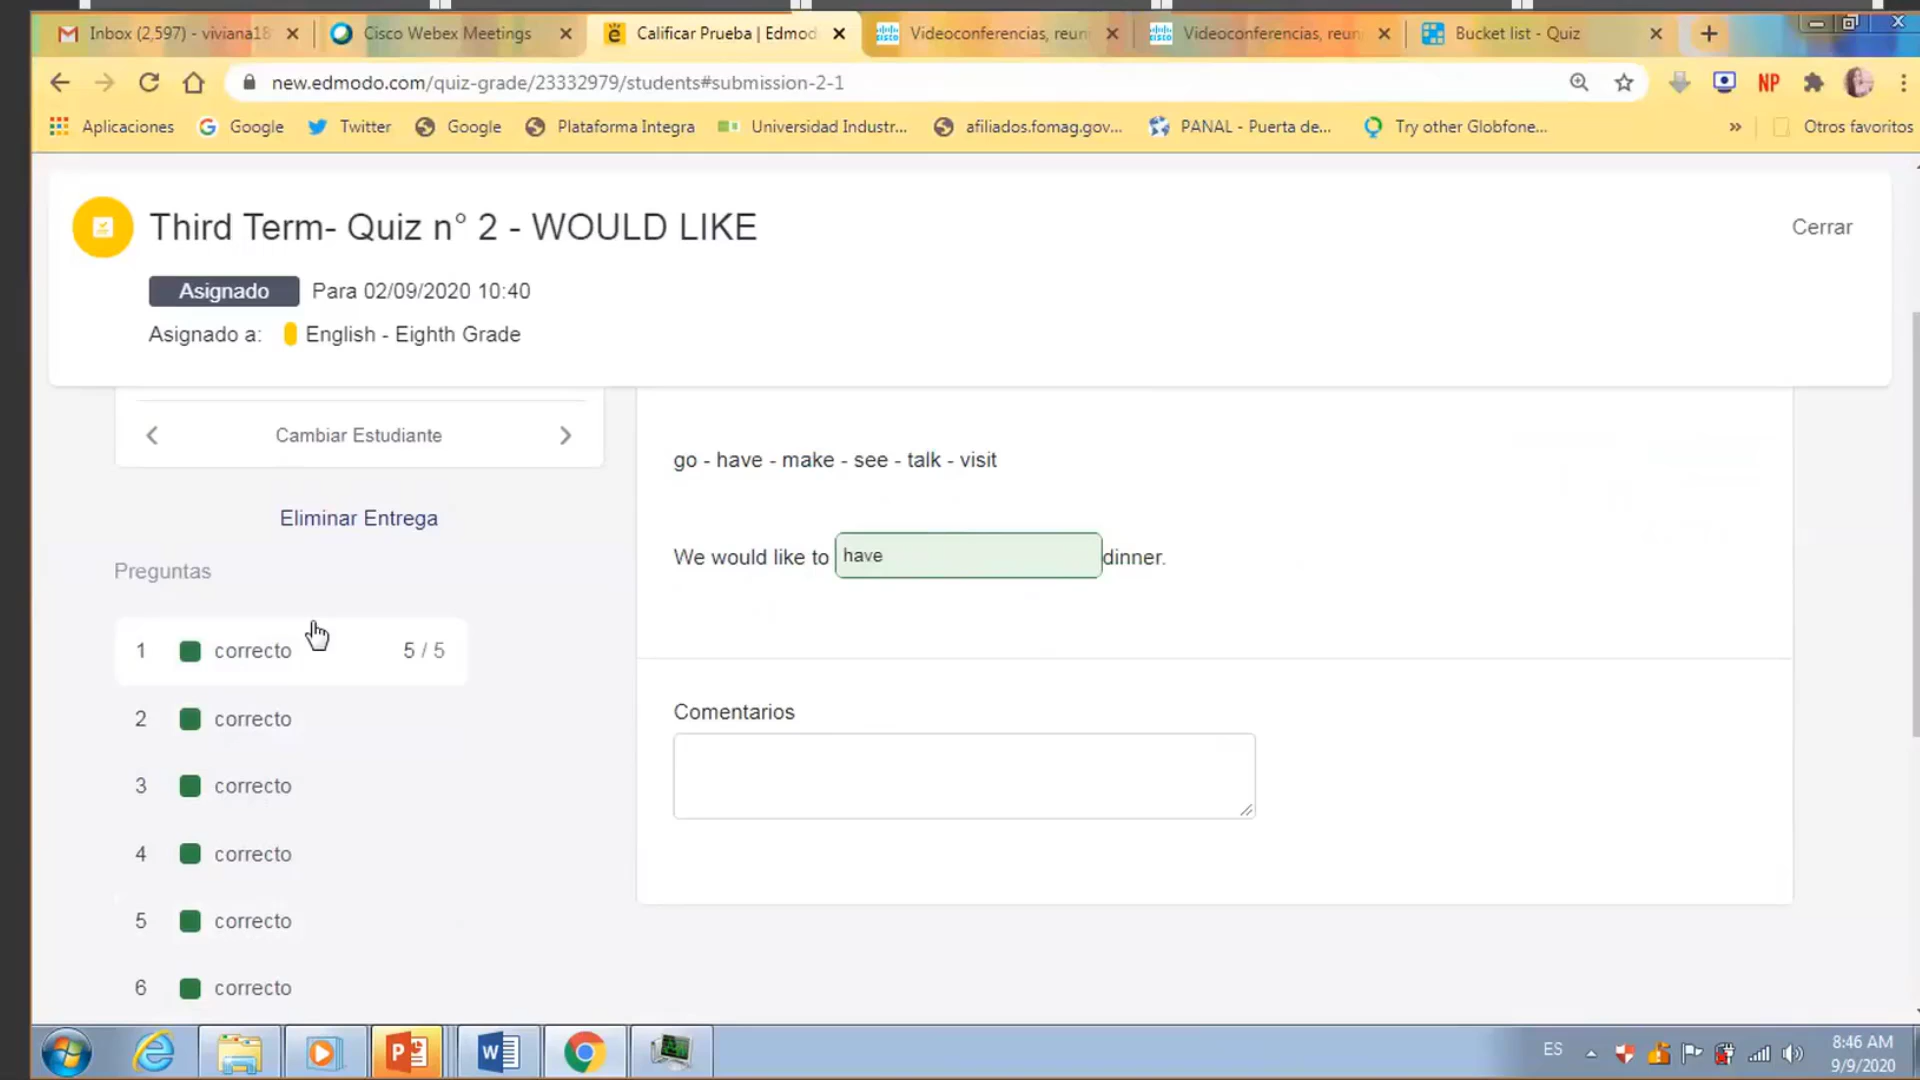 Inbox (2,597) - viviana18
Cisco Webex Meetings
Calificar Prueba | Edmod
Videoconferencias, reun
Videoconferencias, reun
Bucket list - Quiz
new.edmodo.com/quiz-grade/23332979/students#submission-2-1
NP
Aplicaciones
Google
Twitter
Google
Plataforma Integra
Universidad Industr...
afiliados.fomag.gov...
PANAL - Puerta de...
Try other Globfone...
»
Otros favoritos
Third Term- Quiz n° 2 - WOULD LIKE
Cerrar
Asignado Para 02/09/2020 10:40
Asignado a: English - Eighth Grade
Cambiar Estudiante
go - have - make - see - talk - visit
Eliminar Entrega
We would like to have dinner.
Preguntas
1 correcto 5 / 5
2 correcto
Comentarios
3 correcto
4 correcto
5 correcto
6 correcto
ES
8:46 AM
9/9/2020